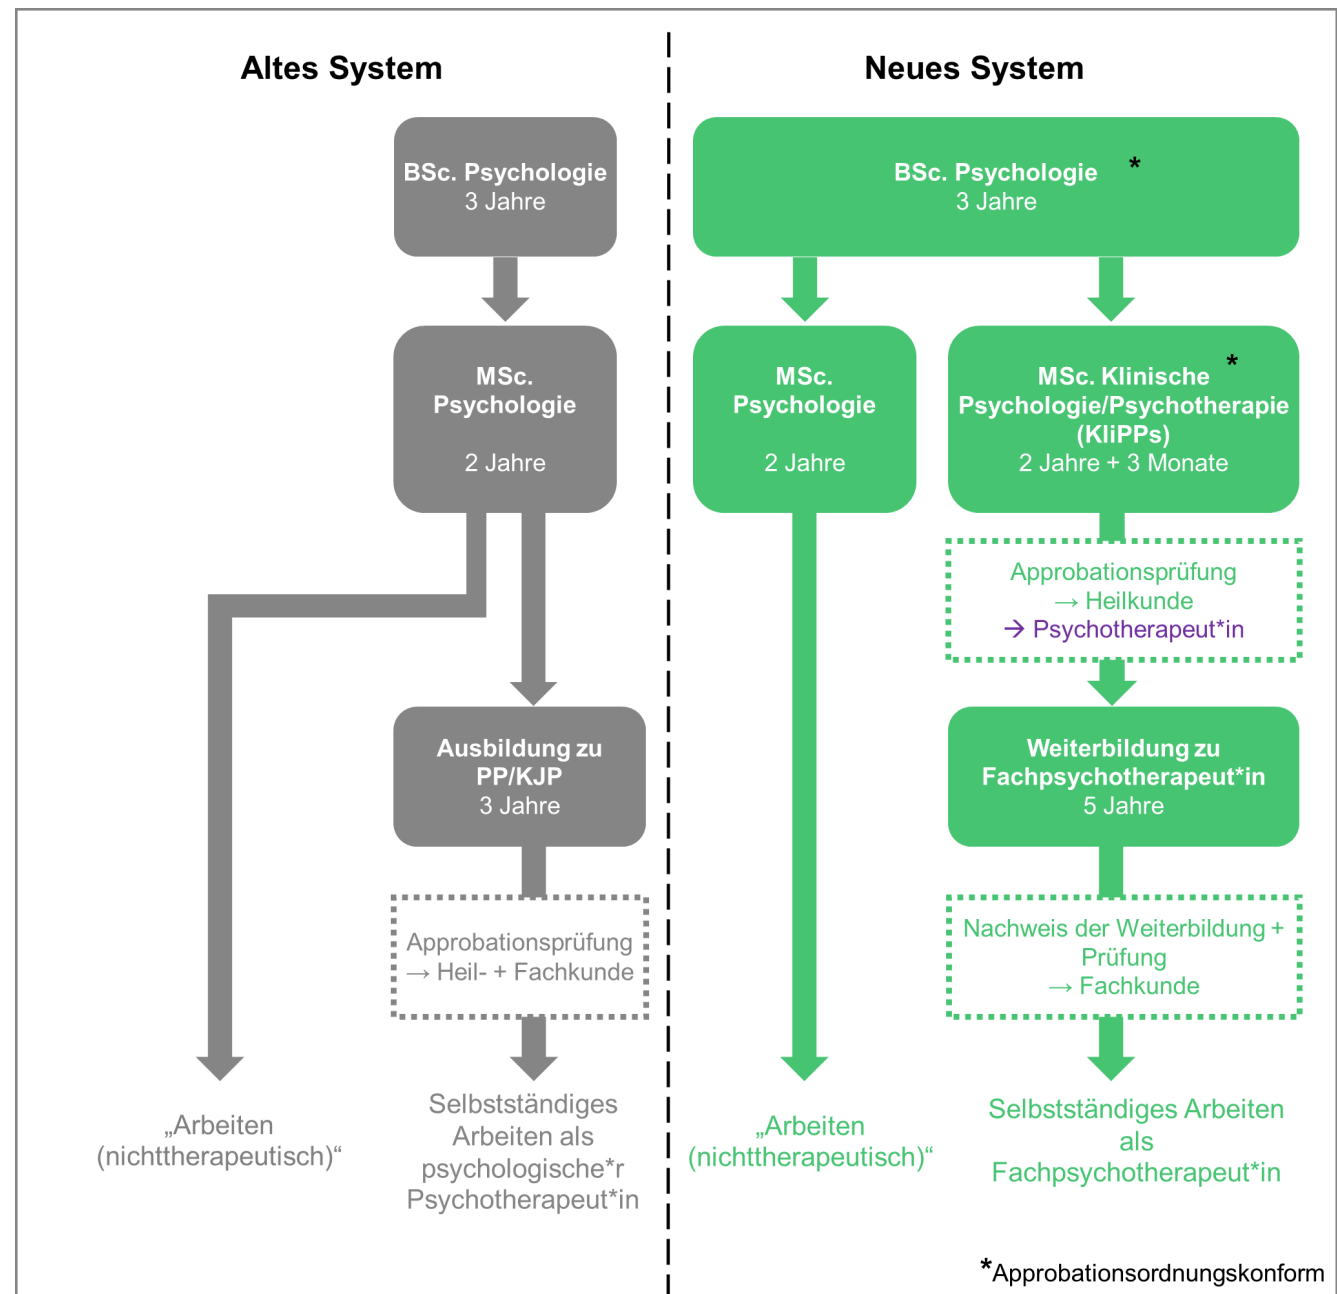 Altes System
BSc. Psychologie
3 Jahre
MSc.
Psychologie
2 Jahre
Ausbildung zu
PP/KJP
3 Jahre
Approbationsprüfung
→ Heil- + Fachkunde
„Arbeiten
(nichttherapeutisch)“
Selbstständiges
Arbeiten als
psychologische*r
Psychotherapeut*in
Neues System
BSc. Psychologie *
3 Jahre
MSc.
Psychologie
2 Jahre
MSc. Klinische *
Psychologie/Psychotherapie
(KliPPs)
2 Jahre + 3 Monate
Approbationsprüfung
→ Heilkunde
→ Psychotherapeut*in
Weiterbildung zu
Fachpsychotherapeut*in
5 Jahre
Nachweis der Weiterbildung +
Prüfung
→ Fachkunde
„Arbeiten
(nichttherapeutisch)“
Selbstständiges Arbeiten
als
Fachpsychotherapeut*in
*Approbationsordnungskonform